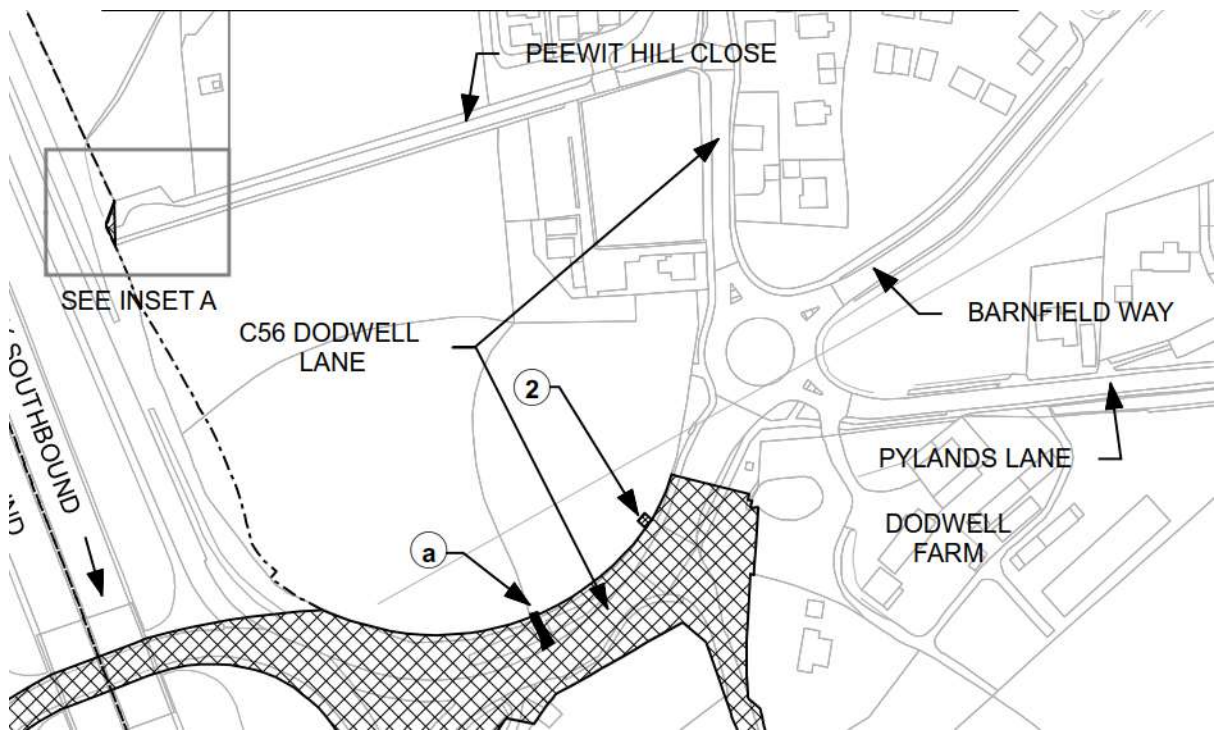 PEEWIT HILL CLOSE
SEE INSET A
C56 DODWELL
LANE
BARNFIELD WAY
2
SOUTHBOUND
PYLANDS LANE
DODWELL
FARM
a